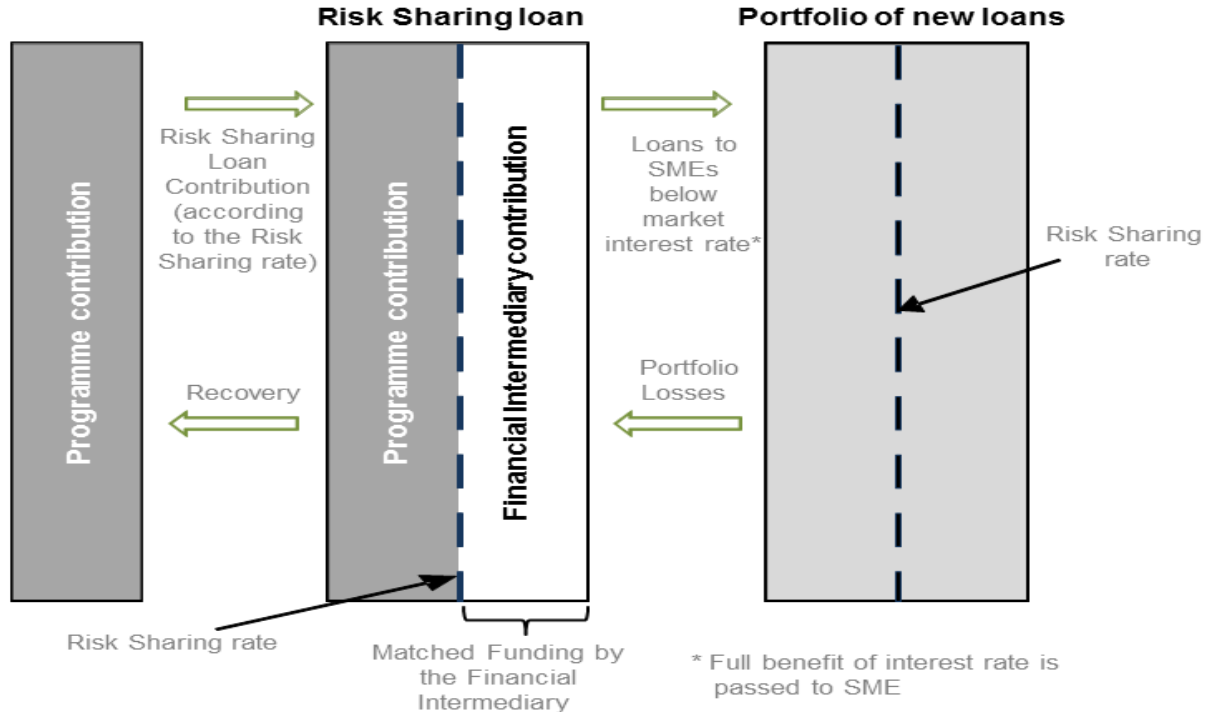 Risk Sharing loan
Portfolio of new loans
Programme contribution
Risk Sharing
Loan
Contribution
(according
to the Risk
Sharing rate)
Recovery
Programme contribution
Financial Intermediary contribution
Loans to
SMEs
below
market
interest rate*
Portfolio
Losses
Risk Sharing
rate
Risk Sharing rate
Matched Funding by
the Financial
Intermediary
* Full benefit of interest rate is
passed to SME